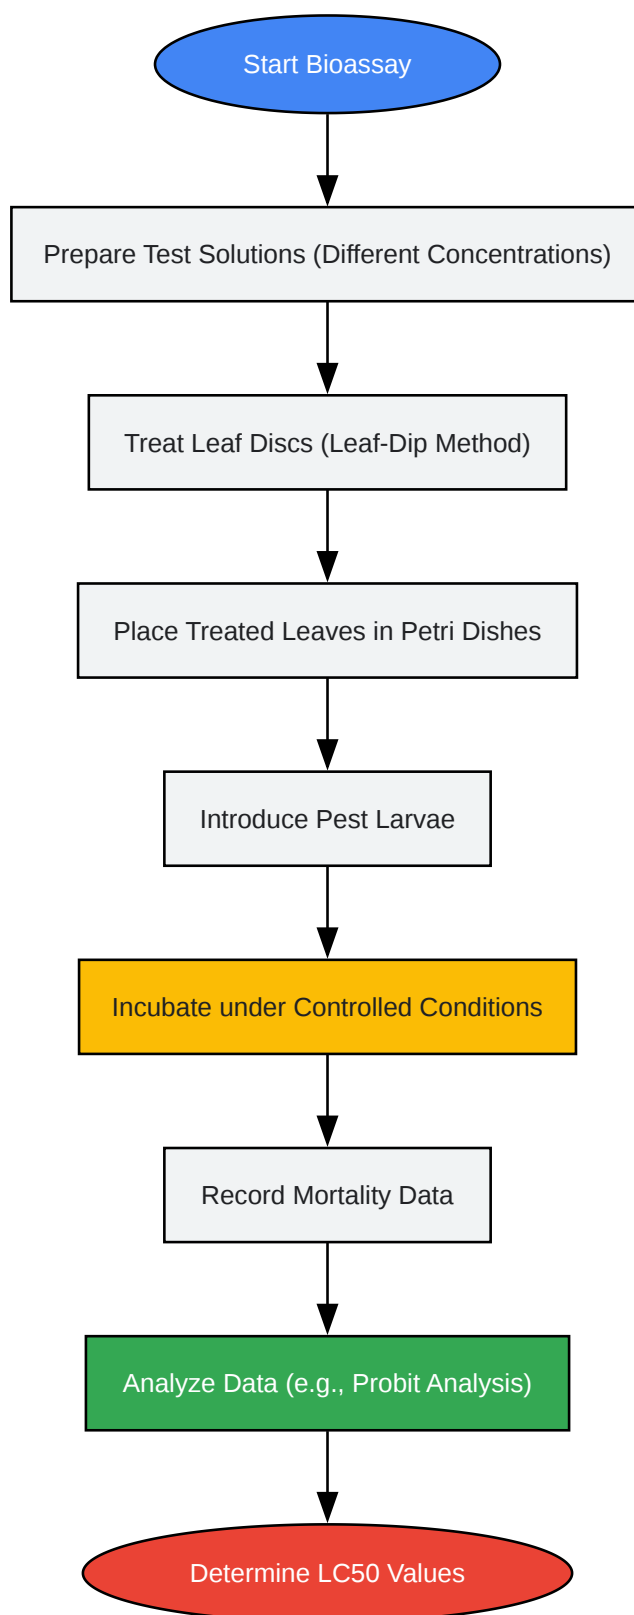 Start Bioassay
Prepare Test Solutions (Different Concentrations)
Treat Leaf Discs (Leaf-Dip Method)
Place Treated Leaves in Petri Dishes
Introduce Pest Larvae
Incubate under Controlled Conditions
Record Mortality Data
Analyze Data (e.g., Probit Analysis)
Determine LC50 Values